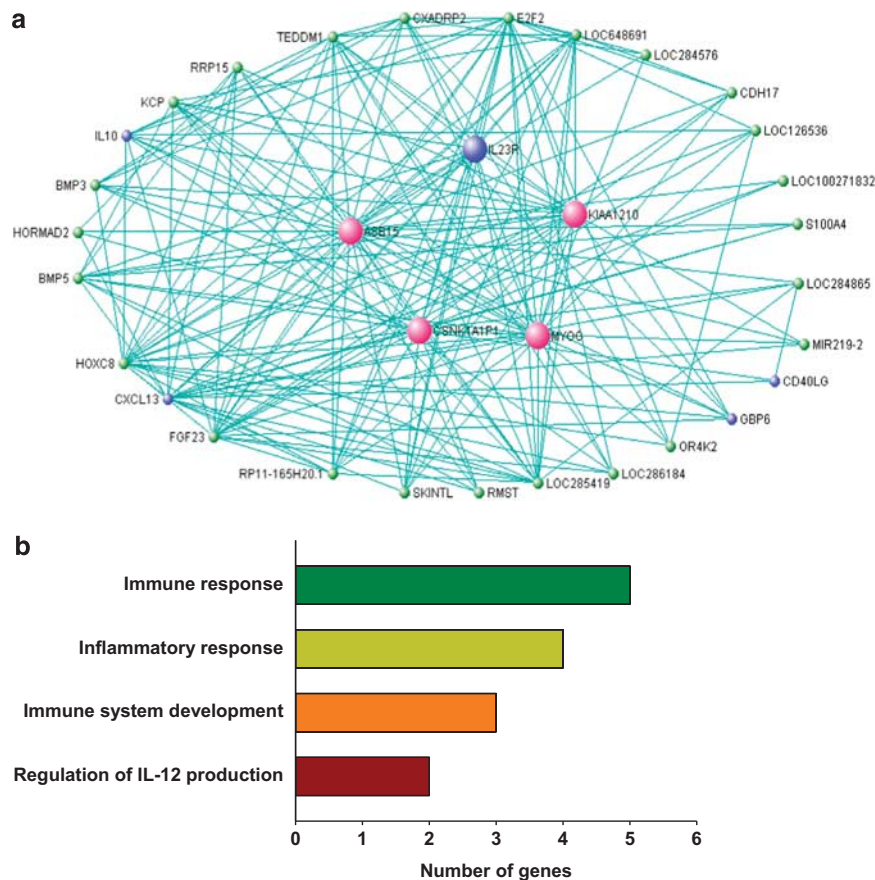 a
CXADRP2
E2F2
TEDDM1
LOC648691
LOC284576
RRP15
CDH17
KCP
IL10
LOC126536
IL23R
BMP3
LOC100271832
KIAA1210
HORMAD2
ASB15
S100A4
BMP5
LOC284865
CSNK1A1P1
MYOG
MIR219-2
HOXC8
CD40LG
CXCL13
GBP6
FGF23
OR4K2
RP11-165H20.1
LOC286184
LOC285419
SKINTL
RMST
b
Immune response
Inflammatory response
Immune system development
Regulation of IL-12 production
0 1 2 3 4 5 6
Number of genes